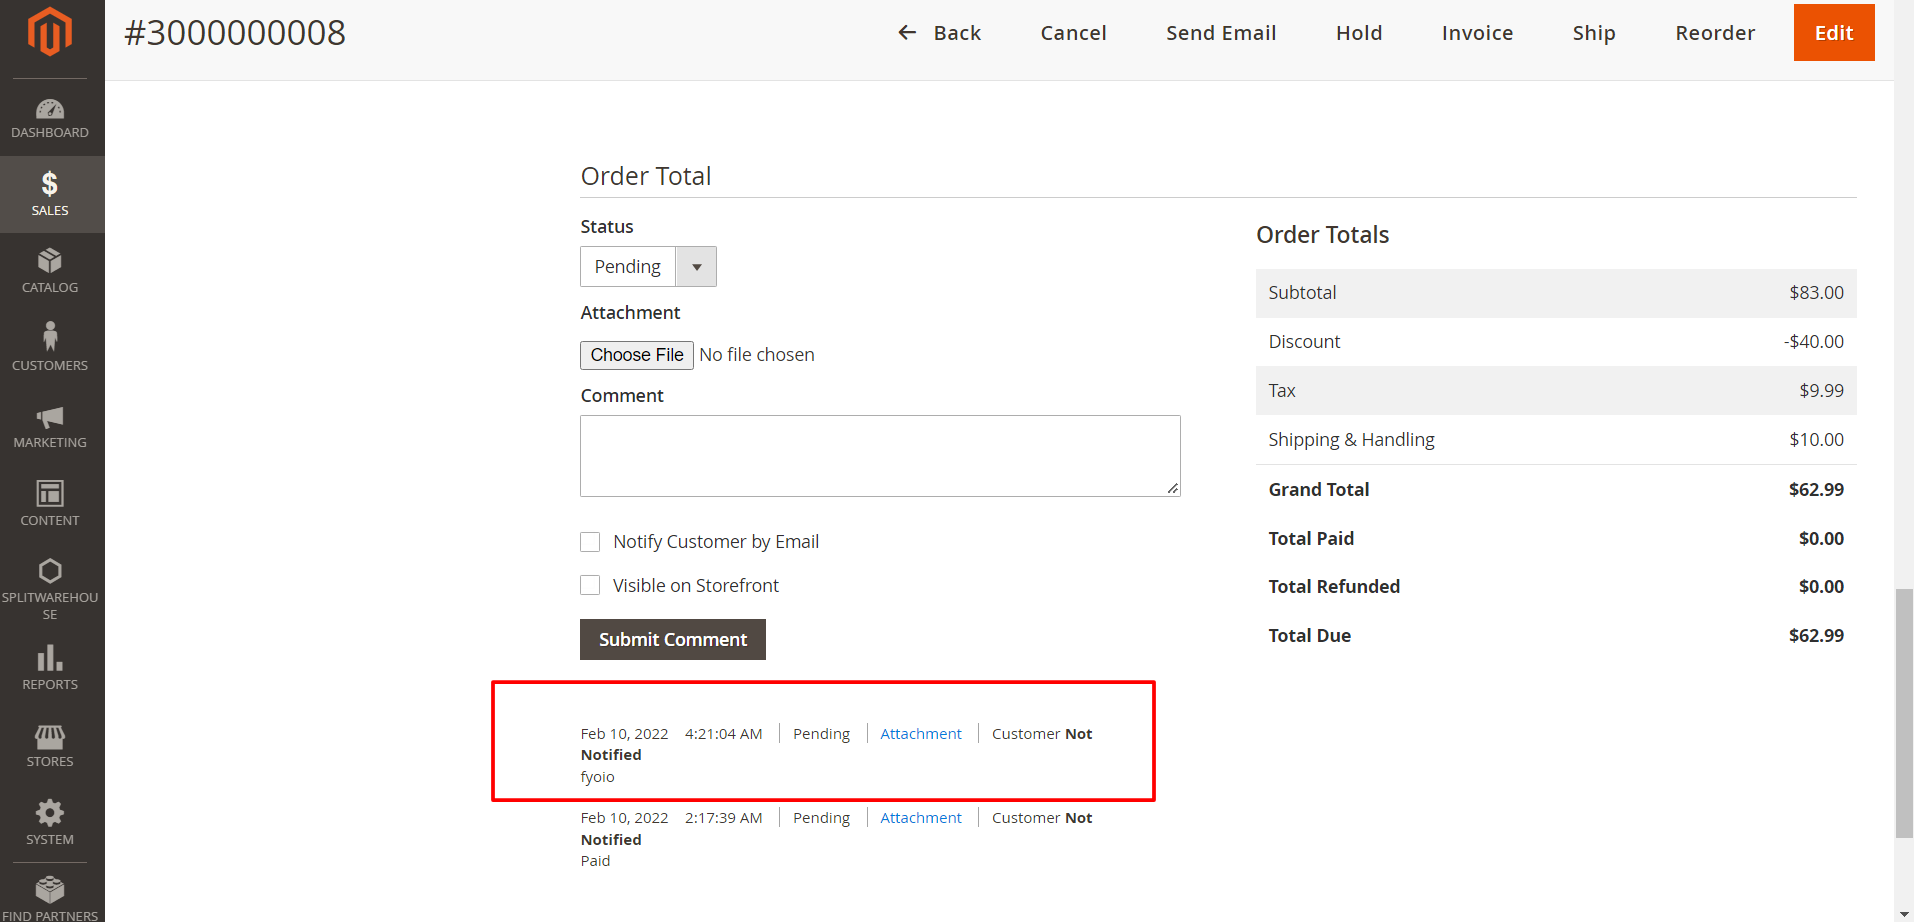 #3000000008
Back
Cancel
Send Email
Hold
Invoice
Ship
Reorder
Edit
DASHBOARD
$
SALES
CATALOG
CUSTOMERS
MARKETING
CONTENT
SPLITWAREHOU
SE
REPORTS
STORES
SYSTEM
FIND PARTNERS
Order Total
Status
Pending
Attachment
Choose File No file chosen
Comment
Notify Customer by Email
Visible on Storefront
Submit Comment
Feb 10, 2022 4:21:04 AM Pending Attachment Customer Not
Notified
fyoio
Feb 10, 2022 2:17:39 AM Pending Attachment Customer Not
Notified
Paid
Order Totals
Subtotal $83.00
Discount -$40.00
Tax $9.99
Shipping & Handling $10.00
Grand Total $62.99
Total Paid $0.00
Total Refunded $0.00
Total Due $62.99